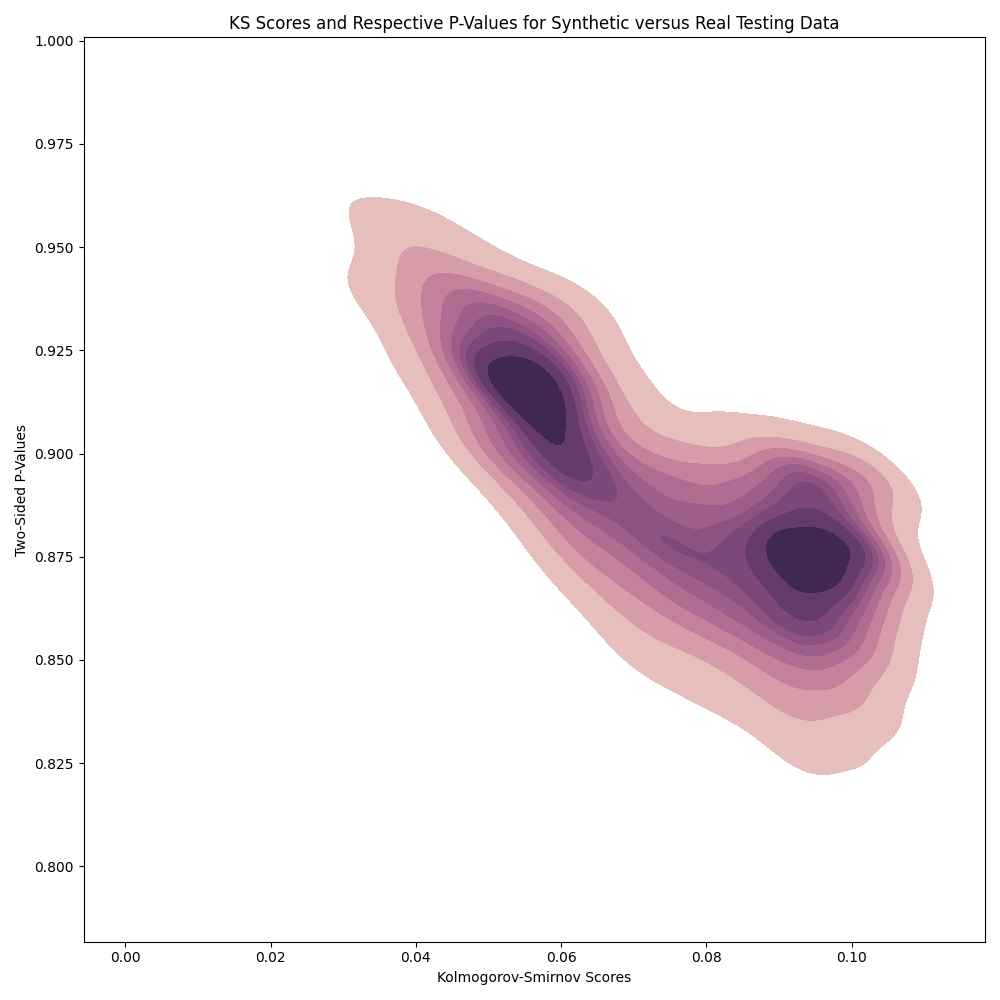 KS Scores and Respective P-Values for Synthetic versus Real Testing Data
1.000
0.975
0.950
0.925
0.900
0.875
0.850
0.825
0.800
Two-Sided P-Values
0.00 0.02 0.04 0.06 0.08 0.10
Kolmogorov-Smirnov Scores